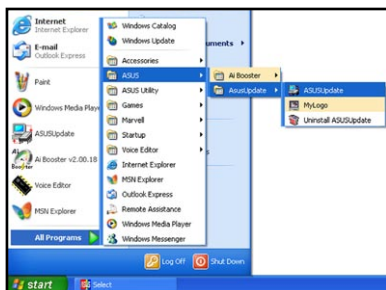 Internet
Internet Explorer
E-mail
Outlook Express
Paint
Windows Media Playe
ASUSUpdate
Ai Booster v2.00.18
Voice Editor
MSN Explorer
All Programs
Windows Catalog
Windows Update
Accessories
ASUS
ASUS Utility
Games
Marvell
Startup
Voice Editor
Internet Explorer
MSN Explorer
Outlook Express
Remote Assistance
Windows Media Player
Windows Messenger
uments
s
Ai Booster
AsusUpdate
ASUSUpdate
MyLogo
Uninstall ASUSUpdate
Log Off
Shut Down
start
Select